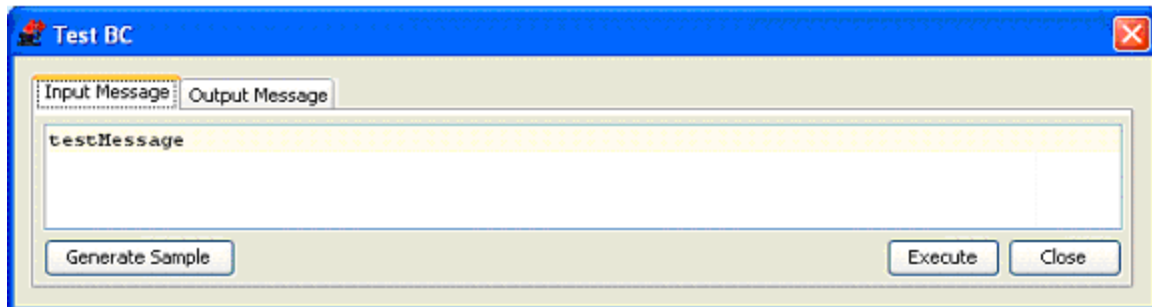 Test BC
Input Message Output Message
testMessage
Generate Sample Execute Close